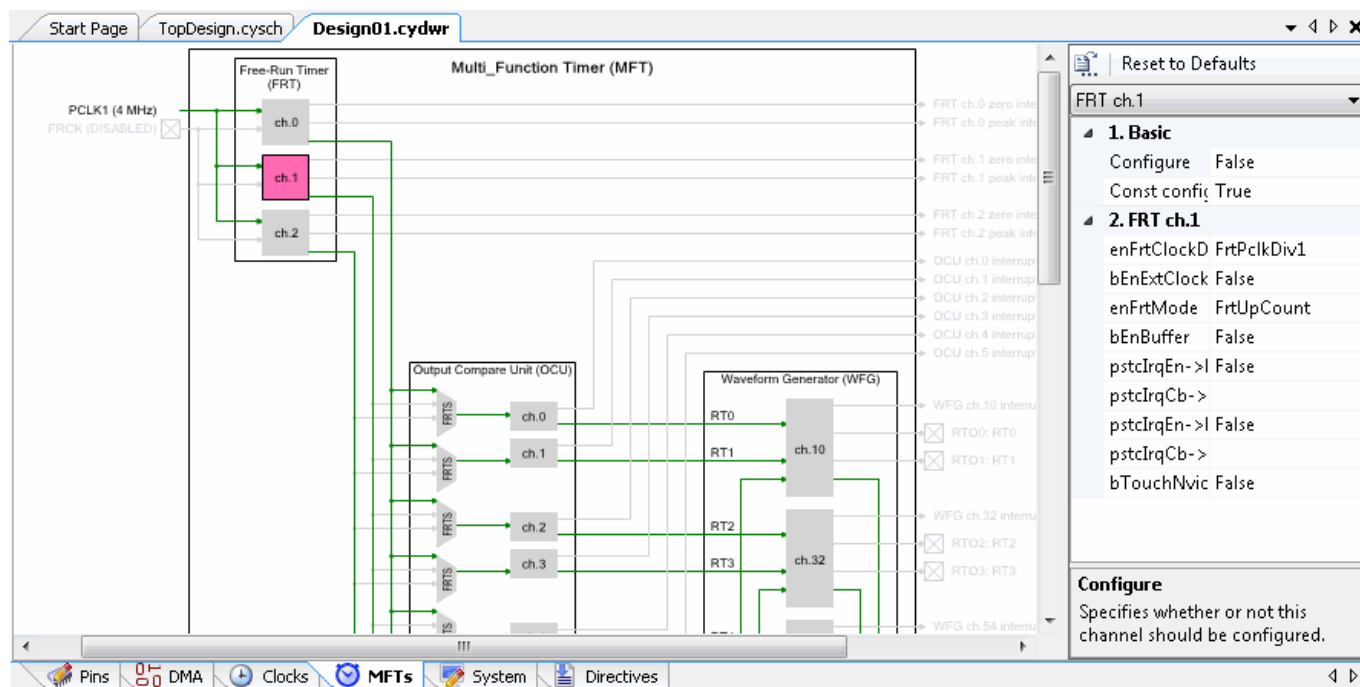 Start Page TopDesign.cysch Design01.cydwr
Multi_Function Timer (MFT)
Free-Run Timer
(FRT)
PCLK1 (4 MHz)
FRCK (DISABLED)
ch.0
ch.1
ch.2
FRT ch.0 zero inte
FRT ch.0 peak inte
FRT ch.1 zero inte
FRT ch.1 peak inte
FRT ch.2 zero inte
FRT ch.2 peak inte
OCU ch.0 interrup
OCU ch.1 interrup
OCU ch.2 interrup
OCU ch.3 interrup
OCU ch.4 interrup
OCU ch.5 interrup
Output Compare Unit (OCU)
FRTS
ch.0
FRTS
ch.1
FRTS
ch.2
FRTS
ch.3
Waveform Generator (WFG)
RT0
RT1
ch.10
RT2
RT3
ch.32
WFG ch.10 interru
RTO0: RT0
RTO1: RT1
WFG ch.32 interru
RTO2: RT2
RTO3: RT3
WFG ch.54 interru
Reset to Defaults
FRT ch.1
1. Basic
Configure False
Const config True
2. FRT ch.1
enFrtClockD FrtPclkDiv1
bEnExtClock False
enFrtMode FrtUpCount
bEnBuffer False
pstcIrqEn-> False
pstcIrqCb->
pstcIrqEn-> False
pstcIrqCb->
bTouchNvic False
Configure
Specifies whether or not this
channel should be configured.
Pins DMA Clocks MFTs System Directives